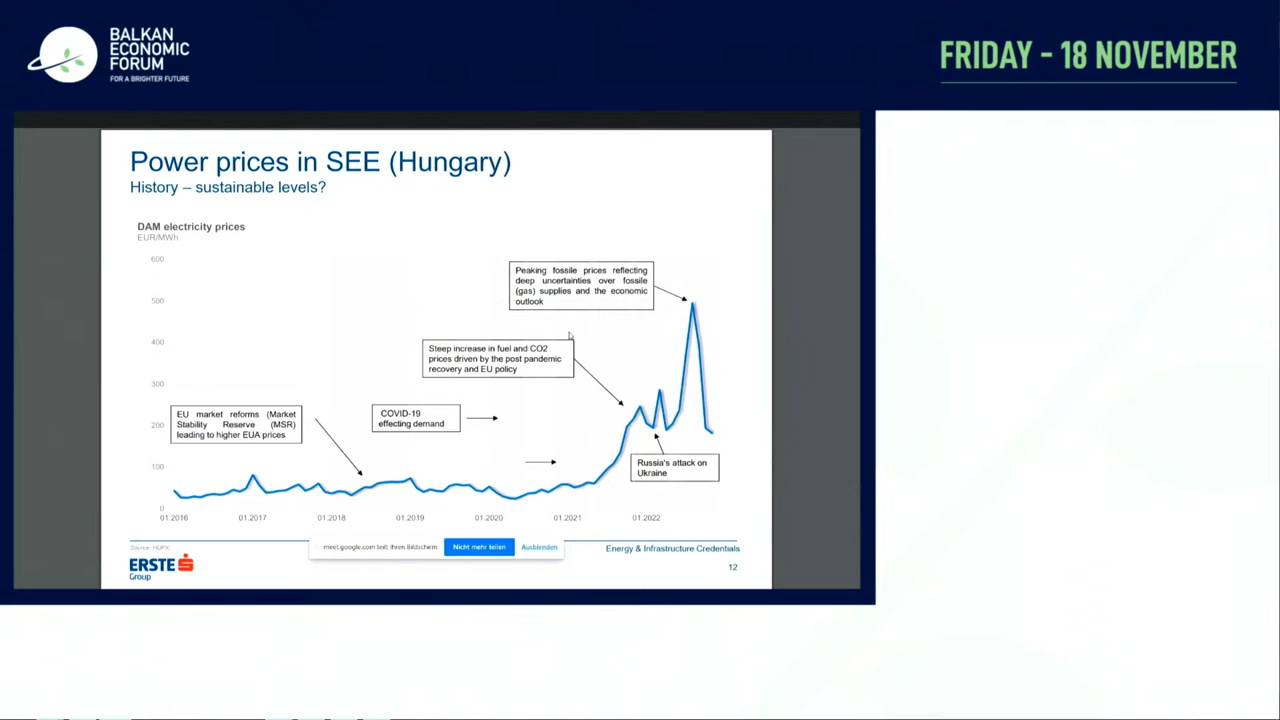 BALKAN
ECONOMIC
FORUM
FOR A BRIGHTER FUTURE
FRIDAY - 18 NOVEMBER
Power prices in SEE (Hungary)
History – sustainable levels?
DAM electricity prices
EUR/MWh
600
500
400
300
200
100
0
Peaking fossile prices reflecting
deep uncertainties over fossile
(gas) supplies and the economic
outlook
Steep increase in fuel and CO2
prices driven by the post pandemic
recovery and EU policy
EU market reforms (Market
Stability Reserve (MSR)
leading to higher EUA prices
COVID-19
effecting demand
Russia's attack on
Ukraine
01.2016
01.2017
01.2018
01.2019
01.2020
01.2021
01.2022
Source: HUPX
meet.google.com teilt Ihren Bildschirm.
Nicht mehr teilen
Ausblenden
Energy & Infrastructure Credentials
ERSTE
Group
12